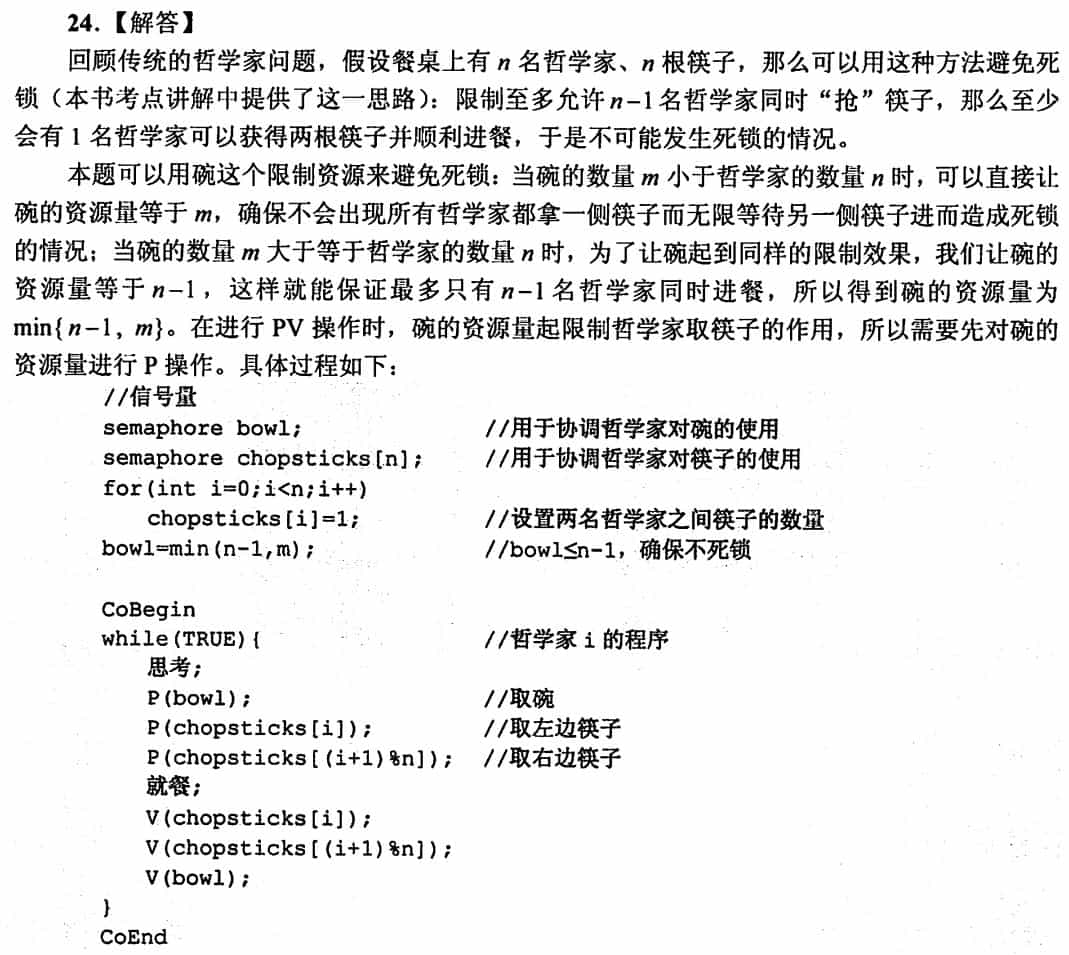 24.【解答】
回顾传统的哲学家问题，假设餐桌上有 n 名哲学家、n 根筷子，那么可以用这种方法避免死
锁（本书考点讲解中提供了这一思路）：限制至多允许 n−1 名哲学家同时“抢”筷子，那么至少
会有 1 名哲学家可以获得两根筷子并顺利进餐，于是不可能发生死锁的情况。
本题可以用碗这个限制资源来避免死锁：当碗的数量 m 小于哲学家的数量 n 时，可以直接让
碗的资源量等于 m，确保不会出现所有哲学家都拿一侧筷子而无限等待另一侧筷子进而造成死锁
的情况；当碗的数量 m 大于等于哲学家的数量 n 时，为了让碗起到同样的限制效果，我们让碗的
资源量等于 n−1，这样就能保证最多只有 n−1 名哲学家同时进餐，所以得到碗的资源量为
min{n−1, m}。在进行 PV 操作时，碗的资源量起限制哲学家取筷子的作用，所以需要先对碗的
资源量进行 P 操作。具体过程如下：
//信号量
semaphore bowl; //用于协调哲学家对碗的使用
semaphore chopsticks[n]; //用于协调哲学家对筷子的使用
for(int i=0;i<n;i++)
chopsticks[i]=1; //设置两名哲学家之间筷子的数量
bowl=min(n-1,m); //bowl≤n-1，确保不死锁
CoBegin
while(TRUE){ //哲学家 i 的程序
思考;
P(bowl); //取碗
P(chopsticks[i]); //取左边筷子
P(chopsticks[(i+1)%n]); //取右边筷子
就餐;
V(chopsticks[i]);
V(chopsticks[(i+1)%n]);
V(bowl);
}
CoEnd